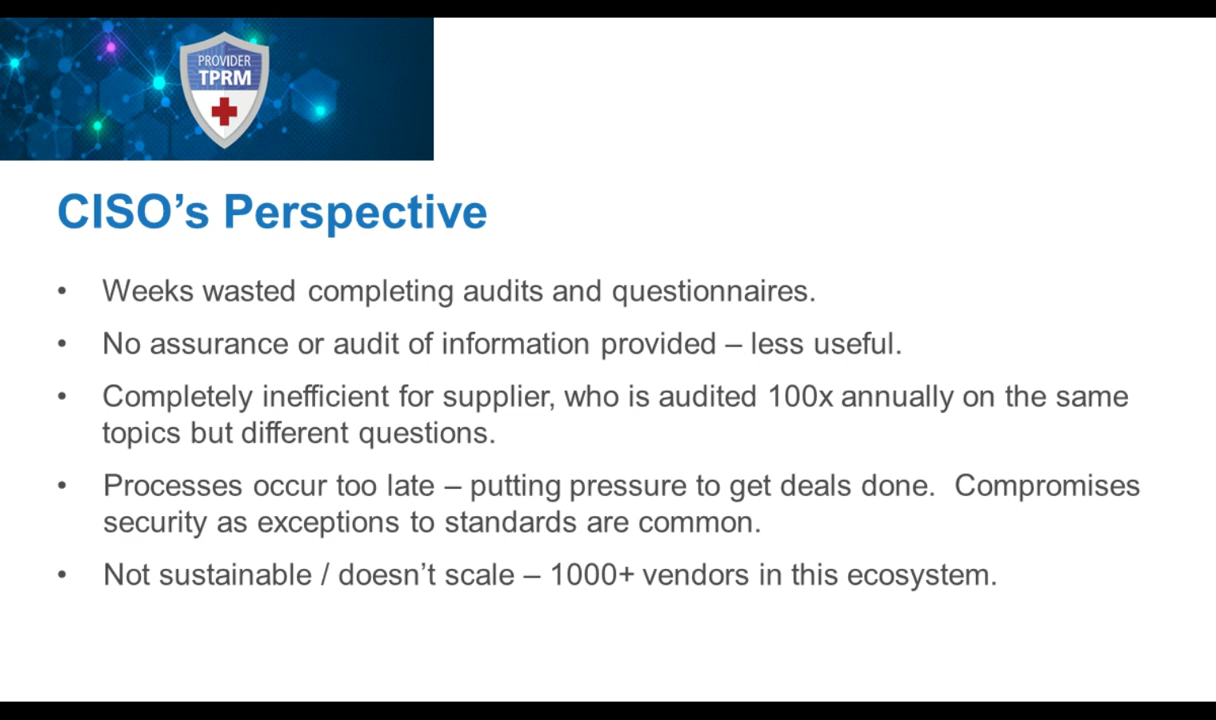 PROVIDER
TPRM
CISO’s Perspective
• Weeks wasted completing audits and questionnaires.
• No assurance or audit of information provided – less useful.
• Completely inefficient for supplier, who is audited 100x annually on the same
topics but different questions.
• Processes occur too late – putting pressure to get deals done.  Compromises
security as exceptions to standards are common.
• Not sustainable / doesn’t scale – 1000+ vendors in this ecosystem.